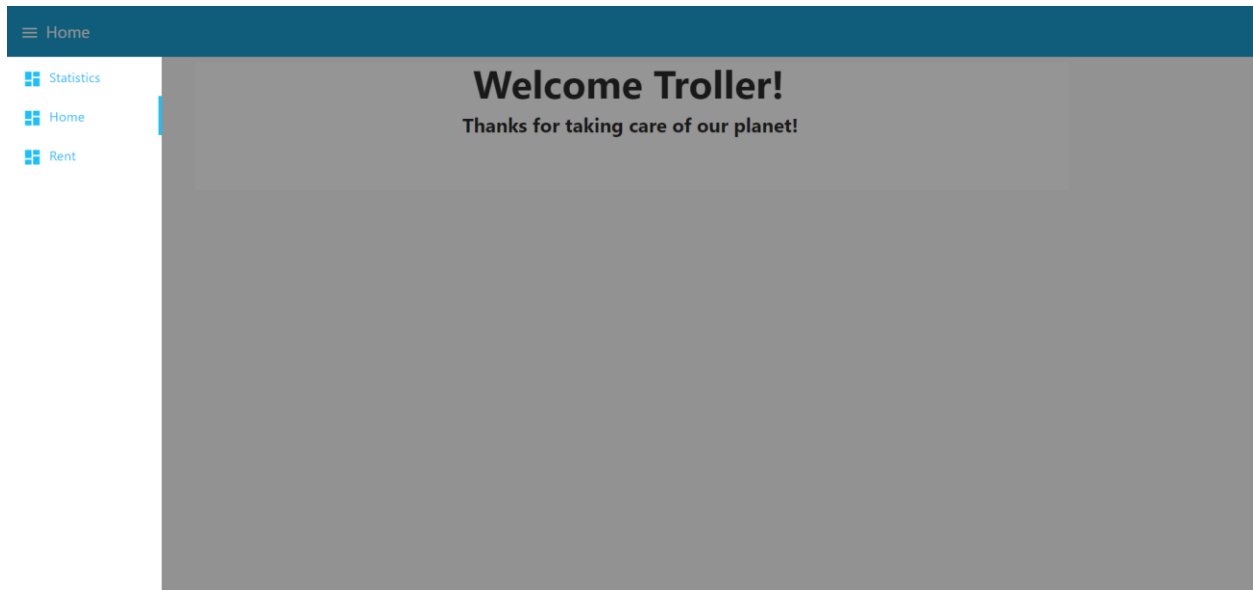 Home
Statistics
Home
Rent
Welcome Troller!
Thanks for taking care of our planet!